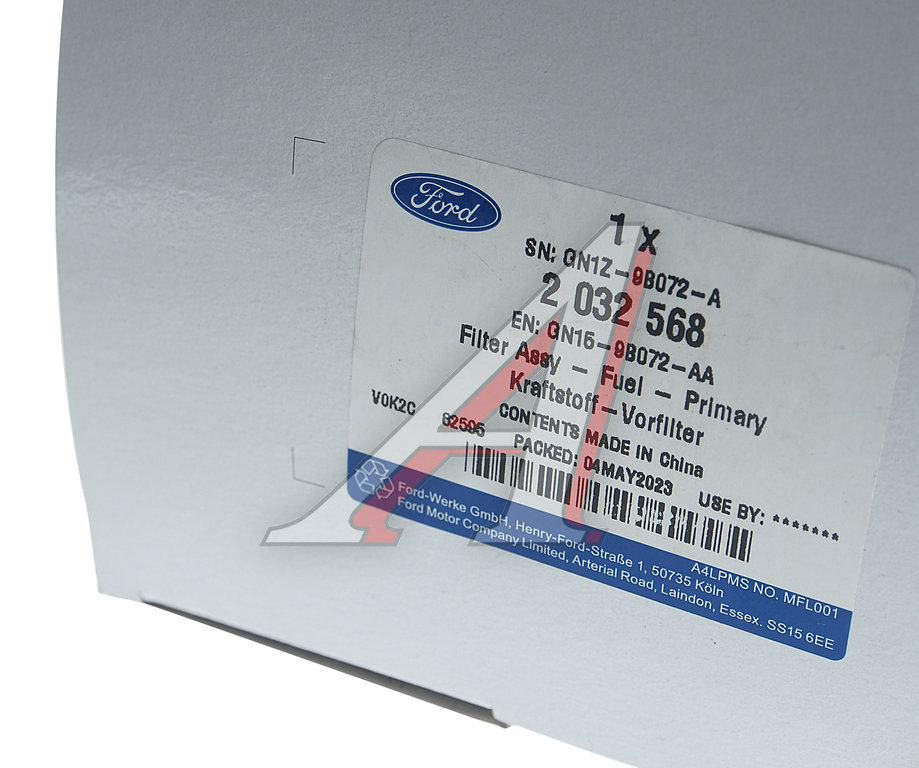 Ford
1 x
SN: GN1Z-9B072-A
2 032 568
EN: GN15-9B072-AA
Filter Assy - Fuel - Primary
Kraftstoff-Vorfilter
V0K2C 82595 CONTENTS MADE IN China
PACKED: 04MAY2023 USE BY: *******
A4LPMS NO. MFL001
Ford-Werke GmbH, Henry-Ford-Straße 1, 50735 Köln
Ford Motor Company Limited, Arterial Road, Laindon, Essex. SS15 6EE